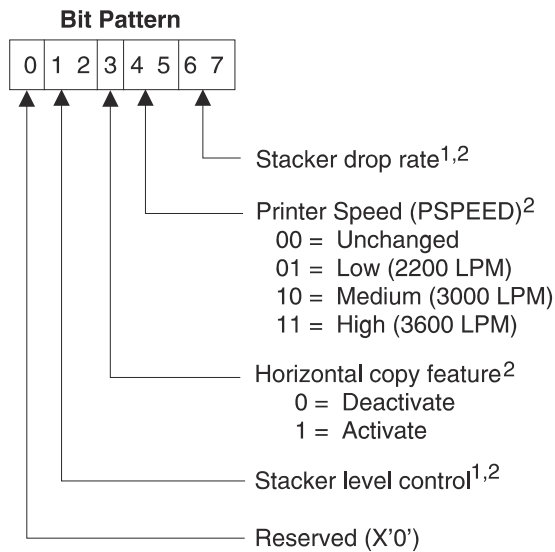 Bit Pattern
0 1 2 3 4 5 6 7
Stacker drop rate1,2
Printer Speed (PSPEED)2
00 = Unchanged
01 = Low (2200 LPM)
10 = Medium (3000 LPM)
11 = High (3600 LPM)
Horizontal copy feature2
0 = Deactivate
1 = Activate
Stacker level control1,2
Reserved (X'0')